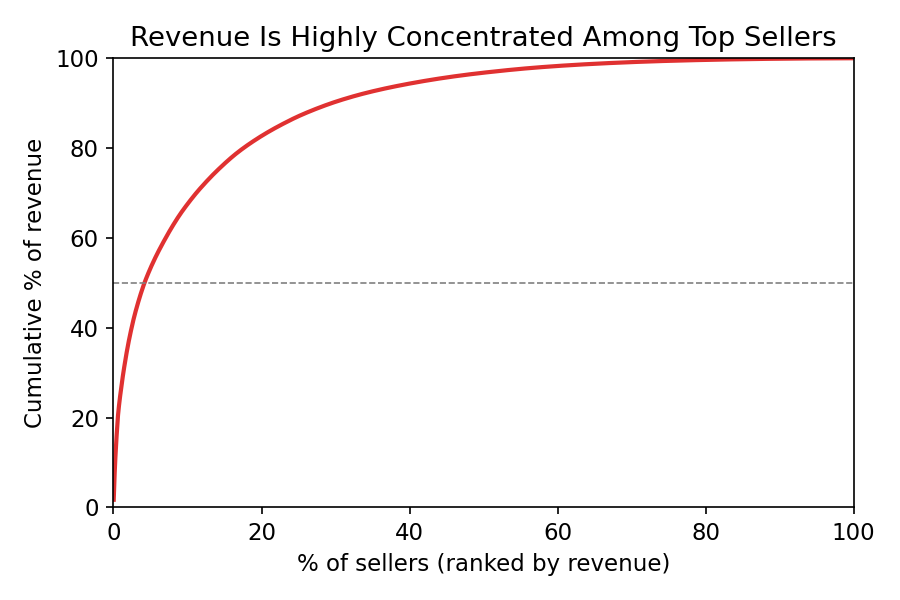 Revenue Is Highly Concentrated Among Top Sellers
100
80
60
40
20
0
Cumulative % of revenue
0 20 40 60 80 100
% of sellers (ranked by revenue)